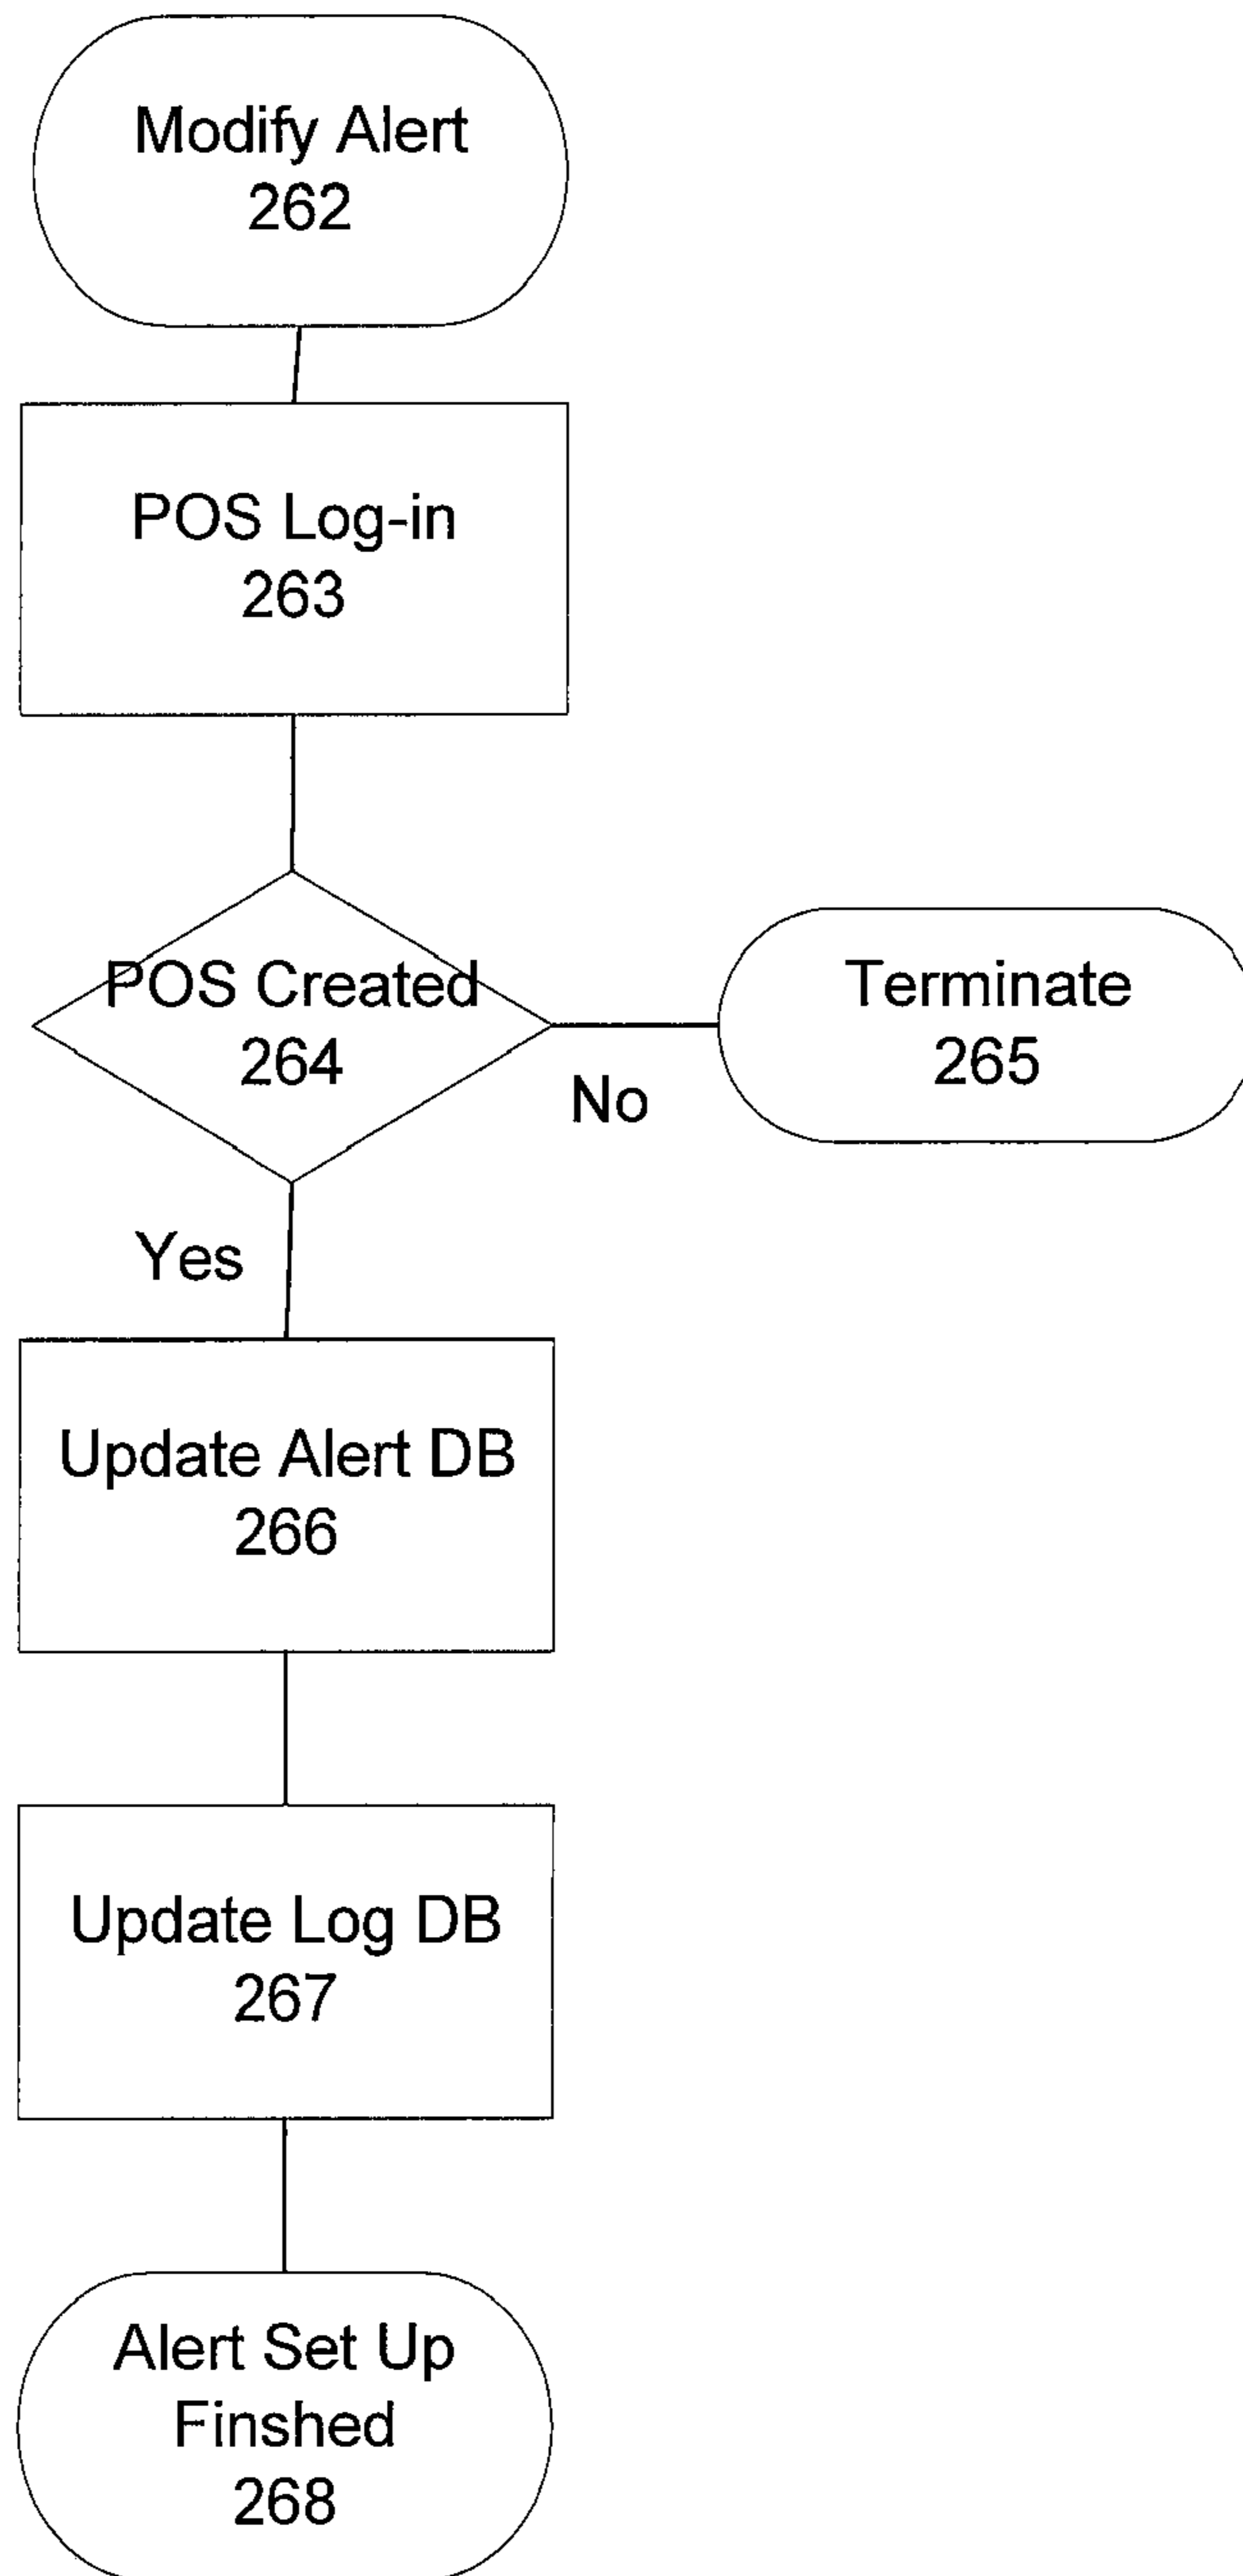 Modify Alert
262
POS Log-in
263
POS Created
264
Terminate
265
No
Yes
Update Alert DB
266
Update Log DB
267
Alert Set Up
Finshed
268